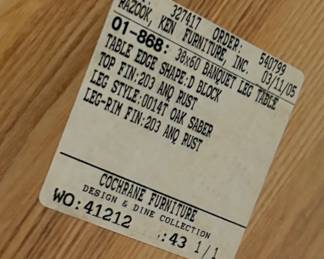 327417 ORDER: 540799
RAZOOK, KEN FURNITURE, INC. 03/11/05
01-868: 38x60 BANQUET LEG TABLE
TABLE EDGE SHAPE:D BLOCK
TOP FIN:203 ANQ RUST
LEG STYLE:0014T OAK SABER
LEG-RIM FIN:203 ANQ RUST
COCHRANE FURNITURE
DESIGN & DINE COLLECTION
WO:41212 .:43 1/1